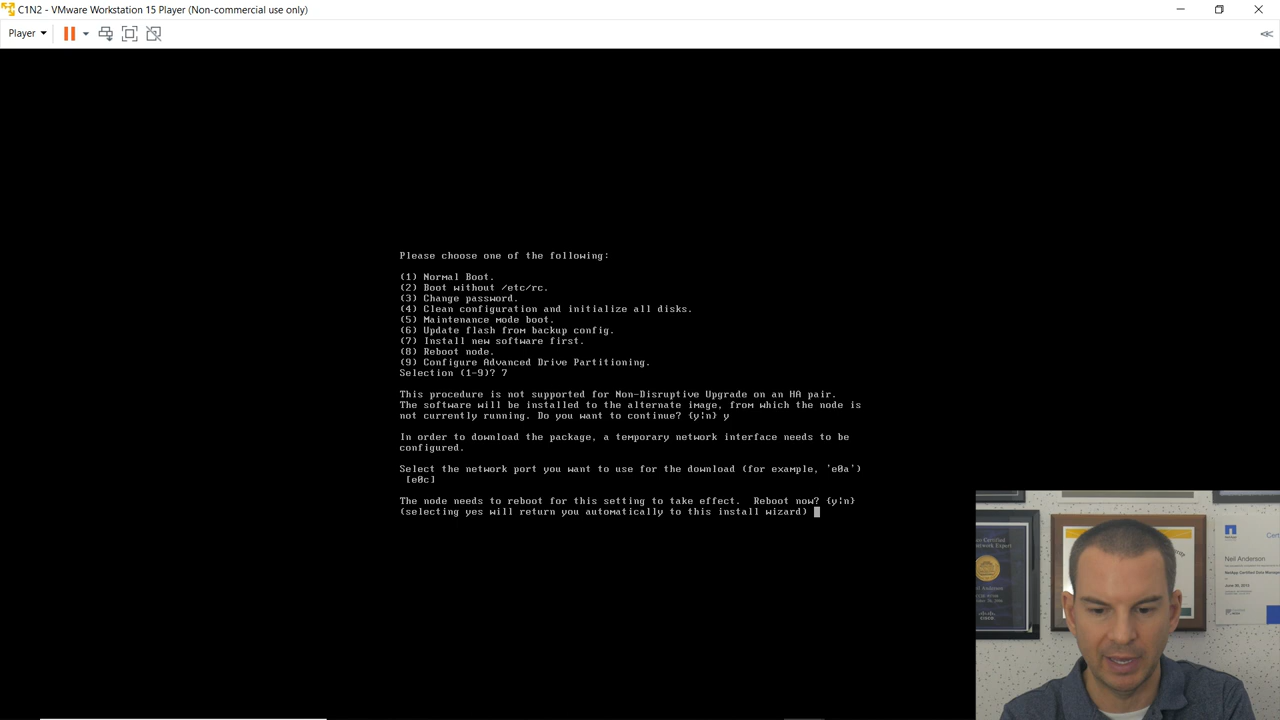 C1N2 - VMware Workstation 15 Player (Non-commercial use only)
Player
Please choose one of the following:
(1) Normal Boot.
(2) Boot without /etc/rc.
(3) Change password.
(4) Clean configuration and initialize all disks.
(5) Maintenance mode boot.
(6) Update flash from backup config.
(7) Install new software first.
(8) Reboot node.
(9) Configure Advanced Drive Partitioning.
Selection (1-9)? 7
This procedure is not supported for Non-Disruptive Upgrade on an HA pair.
The software will be installed to the alternate image, from which the node is
not currently running. Do you want to continue? {y¦n} y
In order to download the package, a temporary network interface needs to be
configured.
Select the network port you want to use for the download (for example, 'e0a')
[e0c]
The node needs to reboot for this setting to take effect.  Reboot now? {y¦n}
(selecting yes will return you automatically to this install wizard)
Neil Anderson